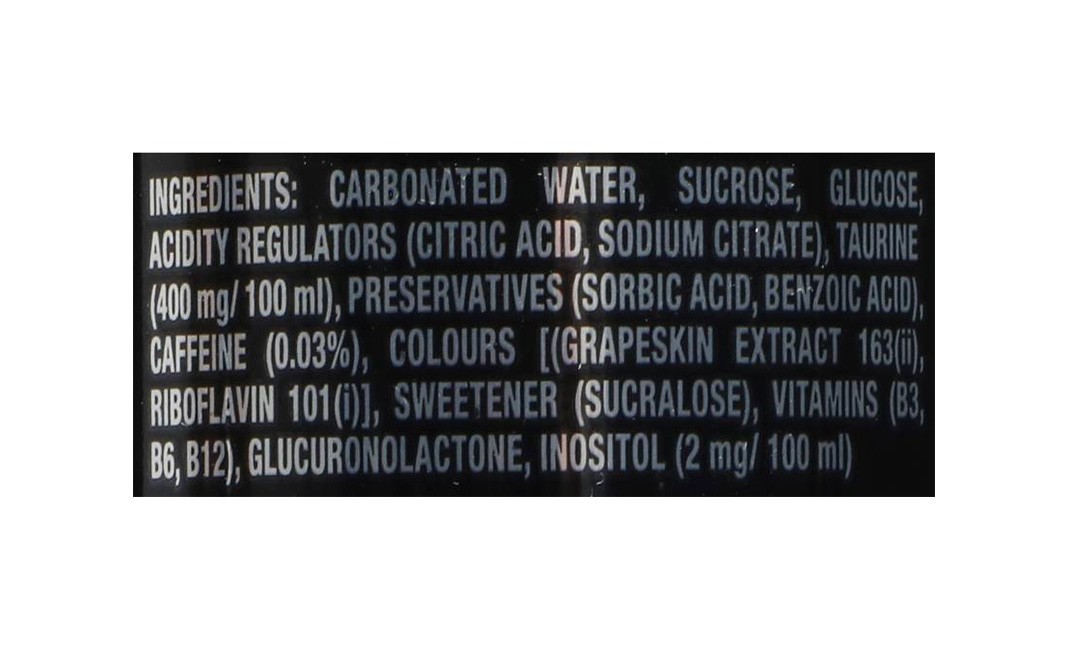 INGREDIENTS: CARBONATED WATER, SUCROSE, GLUCOSE,
ACIDITY REGULATORS (CITRIC ACID, SODIUM CITRATE), TAURINE
(400 mg/ 100 ml), PRESERVATIVES (SORBIC ACID, BENZOIC ACID),
CAFFEINE (0.03%), COLOURS [(GRAPESKIN EXTRACT 163(ii),
RIBOFLAVIN 101(i)], SWEETENER (SUCRALOSE), VITAMINS (B3,
B6, B12), GLUCURONOLACTONE, INOSITOL (2 mg/ 100 ml)